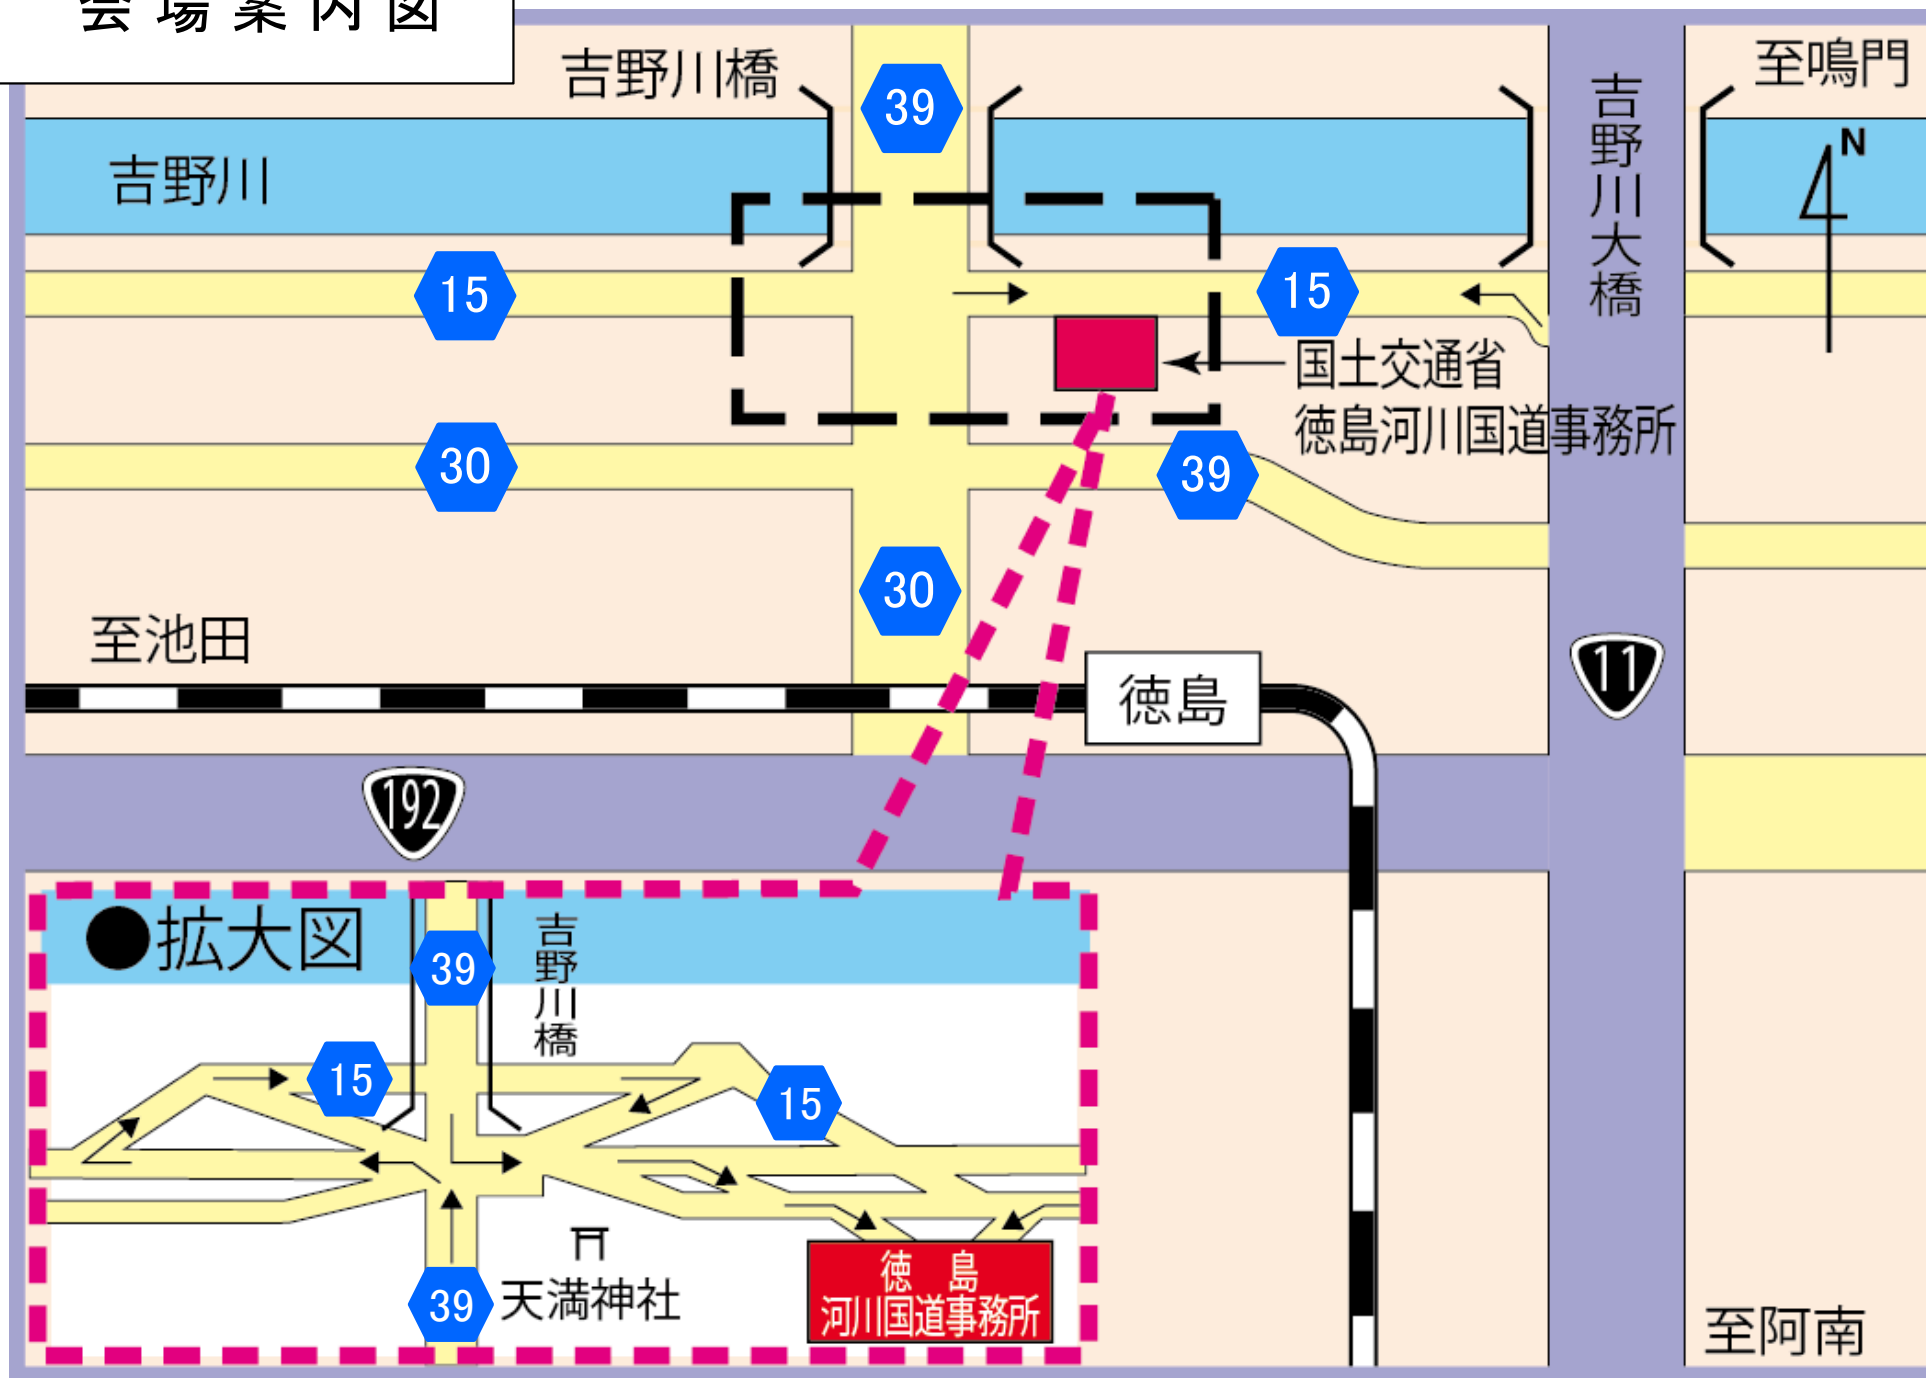 会場案内図
吉野川橋
39
吉野川大橋
至鳴門
N
吉野川
15
15
国土交通省
徳島河川国道事務所
30
39
30
至池田
徳島
11
192
●拡大図
39
吉野川橋
15
15
天満神社
39
徳島
河川国道事務所
至阿南